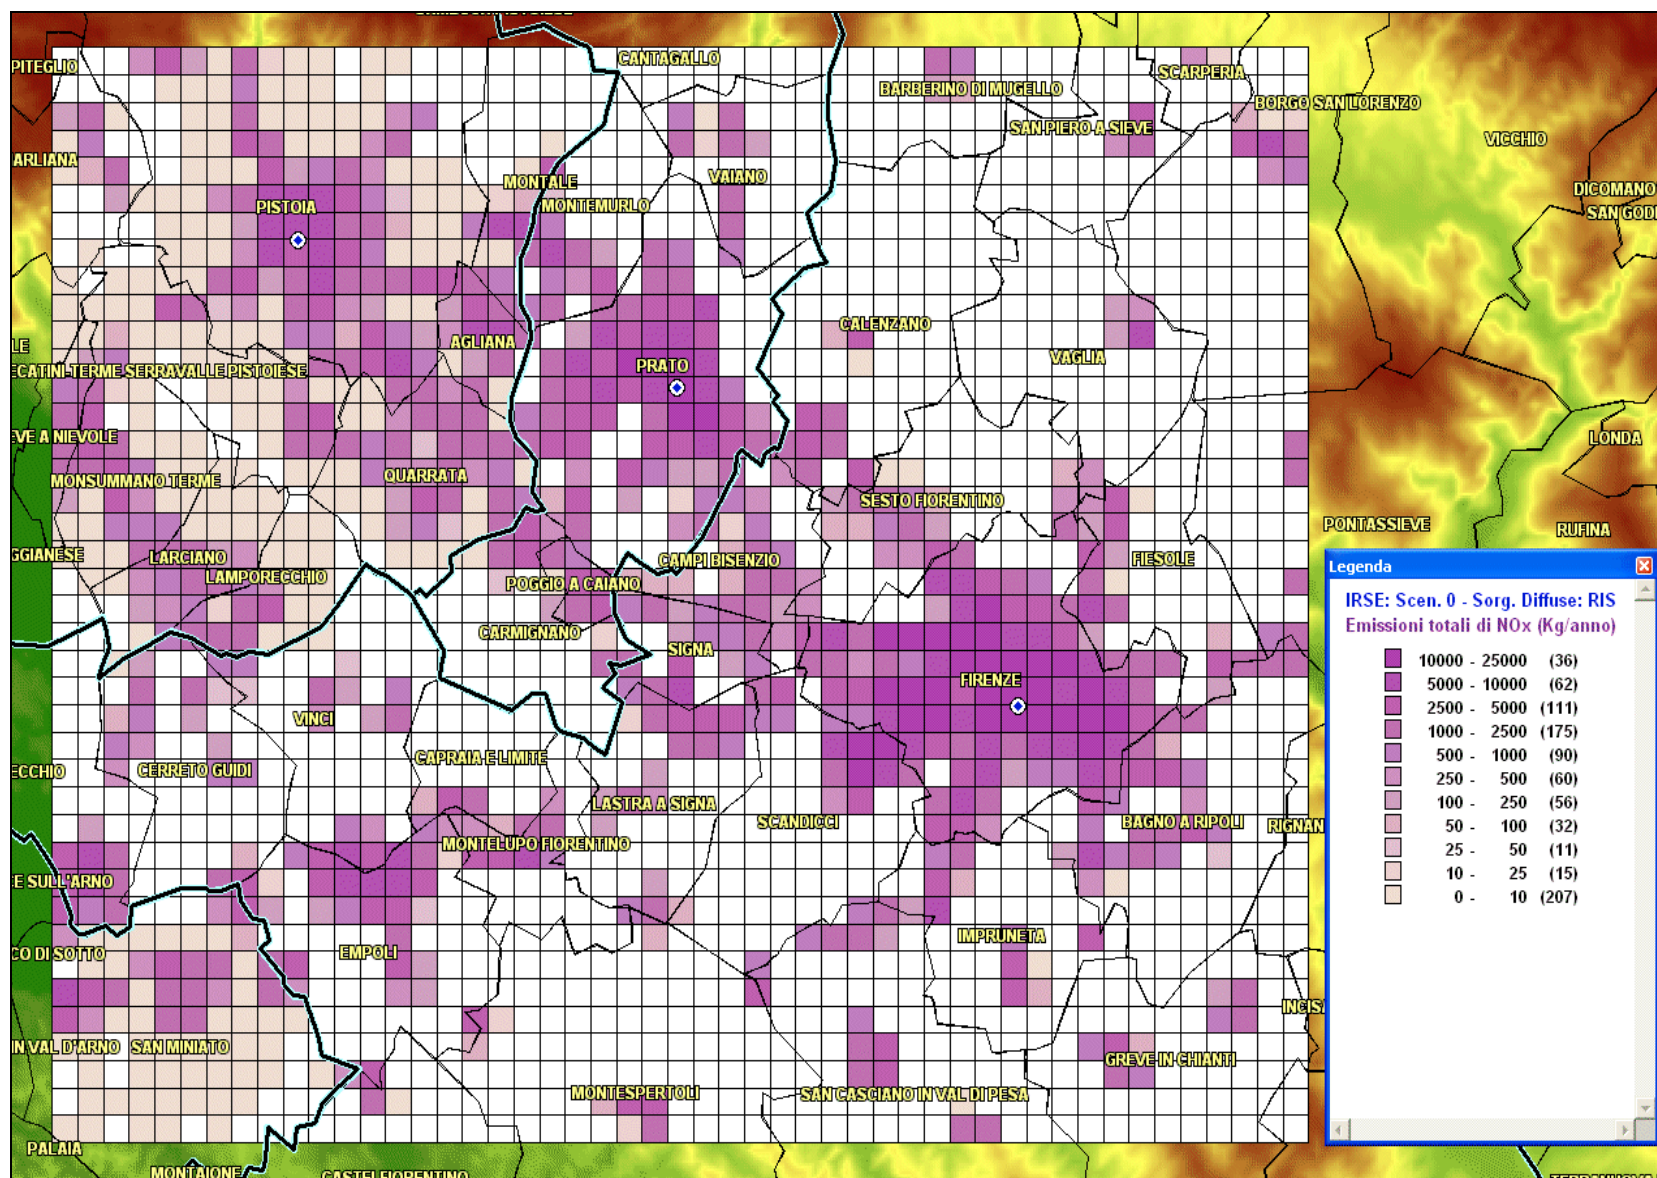 CANTAGALLO
PITEGLIO
SCARPERIA
BARBERINO DI MUGELLO
BORGO SAN LORENZO
SAN PIERO A SIEVE
VICCHIO
ARLIANA
VAIANO
MONTALE
DICOMANO
PISTOIA
MONTEMURLO
SAN GODE
CALENZANO
AGLIANA
LE
VAGLIA
PRATO
ECATINI-TERME SERRAVALLE PISTOIESE
EVE A NIEVOLE
LONDA
QUARRATA
MONSUMMANO TERME
SESTO FIORENTINO
PONTASSIEVE
RUFINA
GGIANESE
LARCIANO
CAMPI BISENZIO
FIESOLE
LAMPORECCHIO
POGGIO A CAIANO
CARMIGNANO
SIGNA
FIRENZE
VINCI
CAPRAIA E LIMITE
ECCHIO
CERRETO GUIDI
LASTRA A SIGNA
SCANDICCI
BAGNO A RIPOLI
RIGNAN
MONTELUPO FIORENTINO
E SULL'ARNO
IMPRUNETA
CO DI SOTTO
EMPOLI
INCIS
IN VAL D'ARNO
SAN MINIATO
GREVE IN CHIANTI
MONTESPERTOLI
SAN CASCIANO IN VAL DI PESA
PALAIA
MONTAIONE
CASTELFIORENTINO
Legenda
IRSE: Scen. 0 - Sorg. Diffuse: RIS
Emissioni totali di NOx (Kg/anno)
10000 - 25000 (36)
5000 - 10000 (62)
2500 - 5000 (111)
1000 - 2500 (175)
500 - 1000 (90)
250 - 500 (60)
100 - 250 (56)
50 - 100 (32)
25 - 50 (11)
10 - 25 (15)
0 - 10 (207)